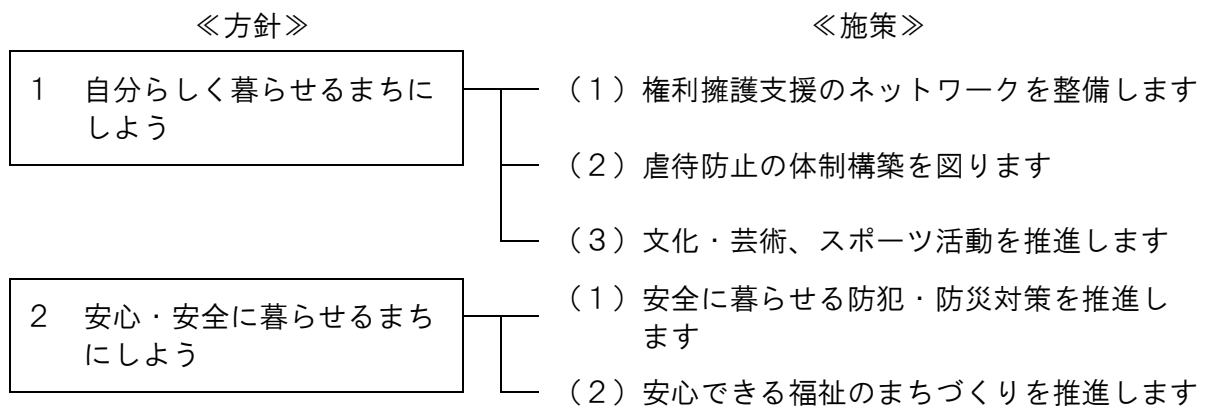 ≪方針≫ ≪施策≫
１ 自分らしく暮らせるまちに
しよう
（１）権利擁護支援のネットワークを整備します
（２）虐待防止の体制構築を図ります
（３）文化・芸術、スポーツ活動を推進します
２ 安心・安全に暮らせるまち
にしよう
（１）安全に暮らせる防犯・防災対策を推進し
ます
（２）安心できる福祉のまちづくりを推進します